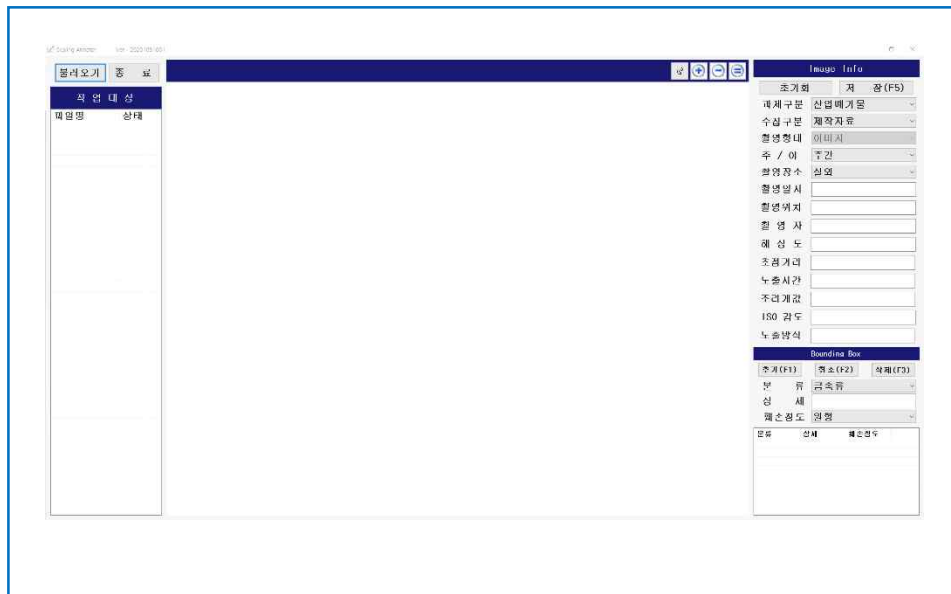 불러오기 종 료
Image Info
초기화 저 장(F5)
작 업 대 상
파일명 상태
과제구분 산업폐기물
수집구분 제작자료
촬영형태 이미지
주 / 야 주간
촬영장소 실외
촬영일시
촬영위치
촬 영 자
해 상 도
초점거리
노출시간
조리개값
ISO 감도
노출방식
Bounding Box
추가(F1) 취소(F2) 삭제(F3)
분 류 금속류
상 세
훼손정도 원형
분류 상세 훼손정도